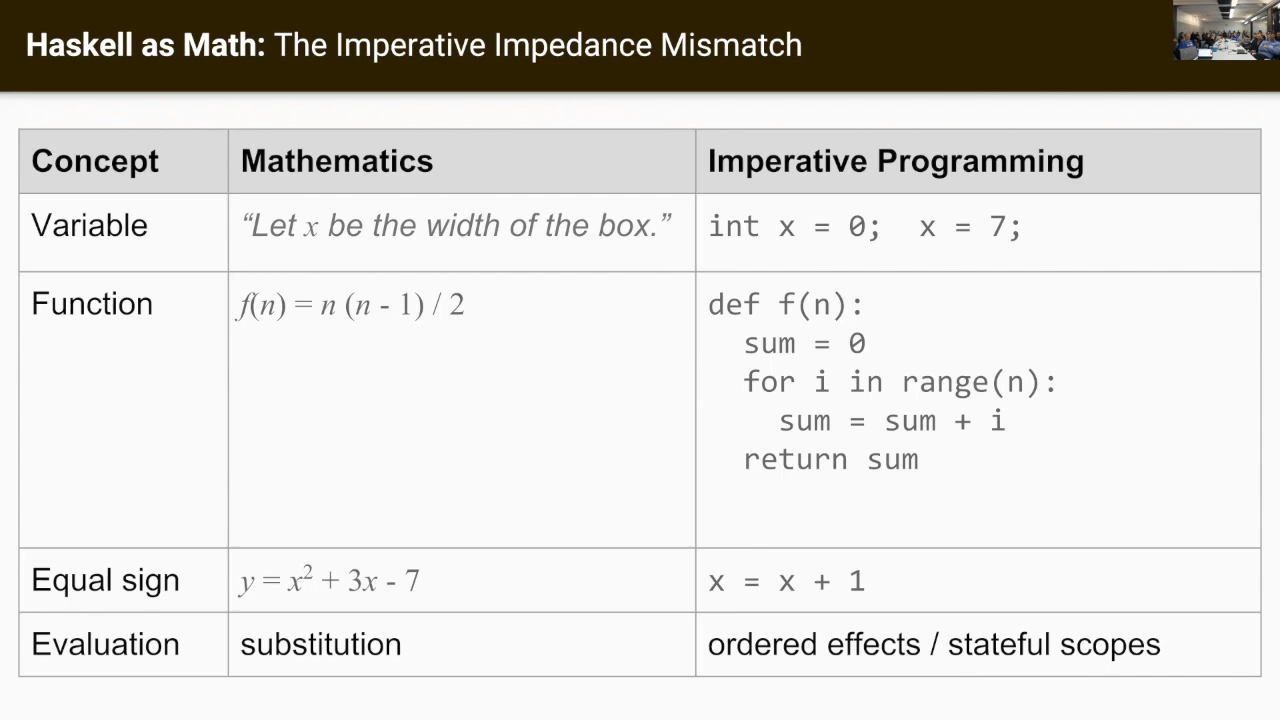 Haskell as Math: The Imperative Impedance Mismatch
Concept
Mathematics
Imperative Programming
Variable
“Let x be the width of the box.”
int x = 0;  x = 7;
Function
f(n) = n (n - 1) / 2
def f(n):
  sum = 0
  for i in range(n):
    sum = sum + i
  return sum
Equal sign
y = x² + 3x - 7
x = x + 1
Evaluation
substitution
ordered effects / stateful scopes